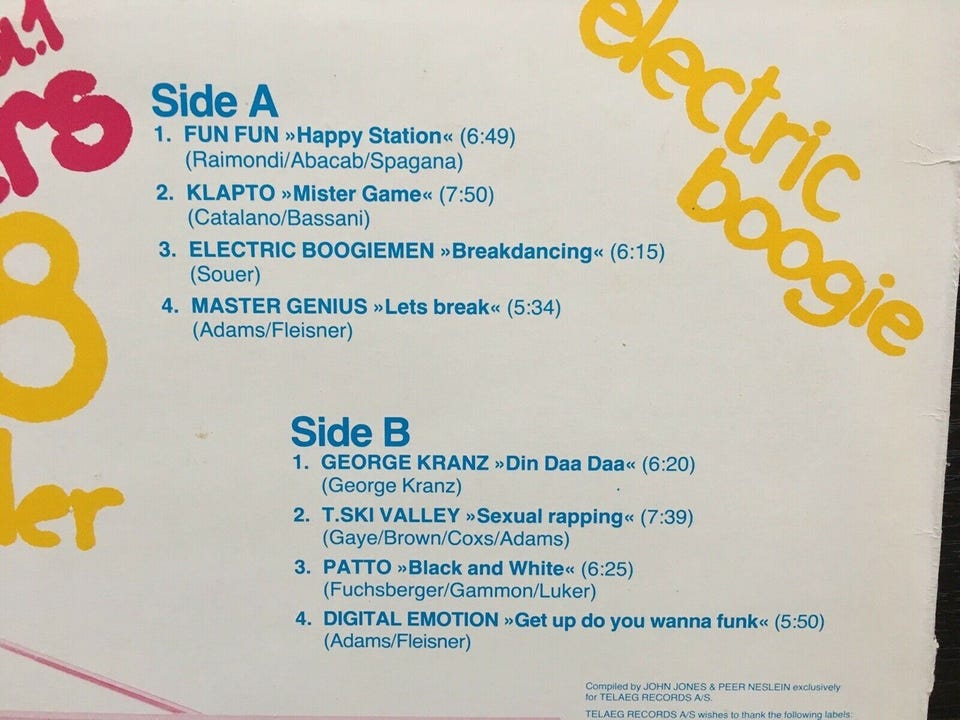 electric
boogie
Side A
1. FUN FUN »Happy Station« (6:49)
(Raimondi/Abacab/Spagana)
2. KLAPTO »Mister Game« (7:50)
(Catalano/Bassani)
3. ELECTRIC BOOGIEMEN »Breakdancing« (6:15)
(Souer)
4. MASTER GENIUS »Lets break« (5:34)
(Adams/Fleisner)
8
Side B
1. GEORGE KRANZ »Din Daa Daa« (6:20)
(George Kranz)
2. T.SKI VALLEY »Sexual rapping« (7:39)
(Gaye/Brown/Coxs/Adams)
3. PATTO »Black and White« (6:25)
(Fuchsberger/Gammon/Luker)
4. DIGITAL EMOTION »Get up do you wanna funk« (5:50)
(Adams/Fleisner)
Compiled by JOHN JONES & PEER NESLEIN exclusively
for TELAEG RECORDS A/S.
TELAEG RECORDS A/S wishes to thank the following labels: